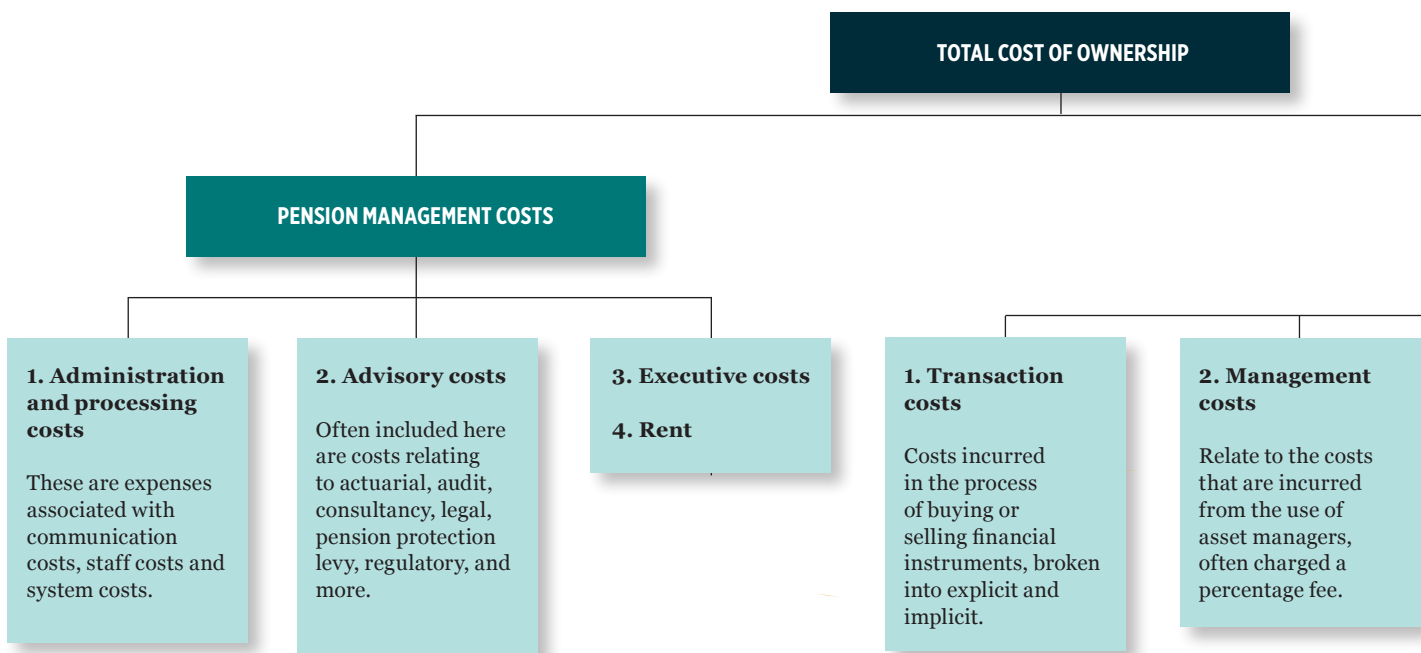 TOTAL COST OF OWNERSHIP
PENSION MANAGEMENT COSTS
1. Administration
and processing
costs
These are expenses
associated with
communication
costs, staff costs and
system costs.
2. Advisory costs
Often included here
are costs relating
to actuarial, audit,
consultancy, legal,
pension protection
levy, regulatory, and
more.
3. Executive costs
4. Rent
1. Transaction
costs
Costs incurred
in the process
of buying or
selling financial
instruments, broken
into explicit and
implicit.
2. Management
costs
Relate to the costs
that are incurred
from the use of
asset managers,
often charged a
percentage fee.